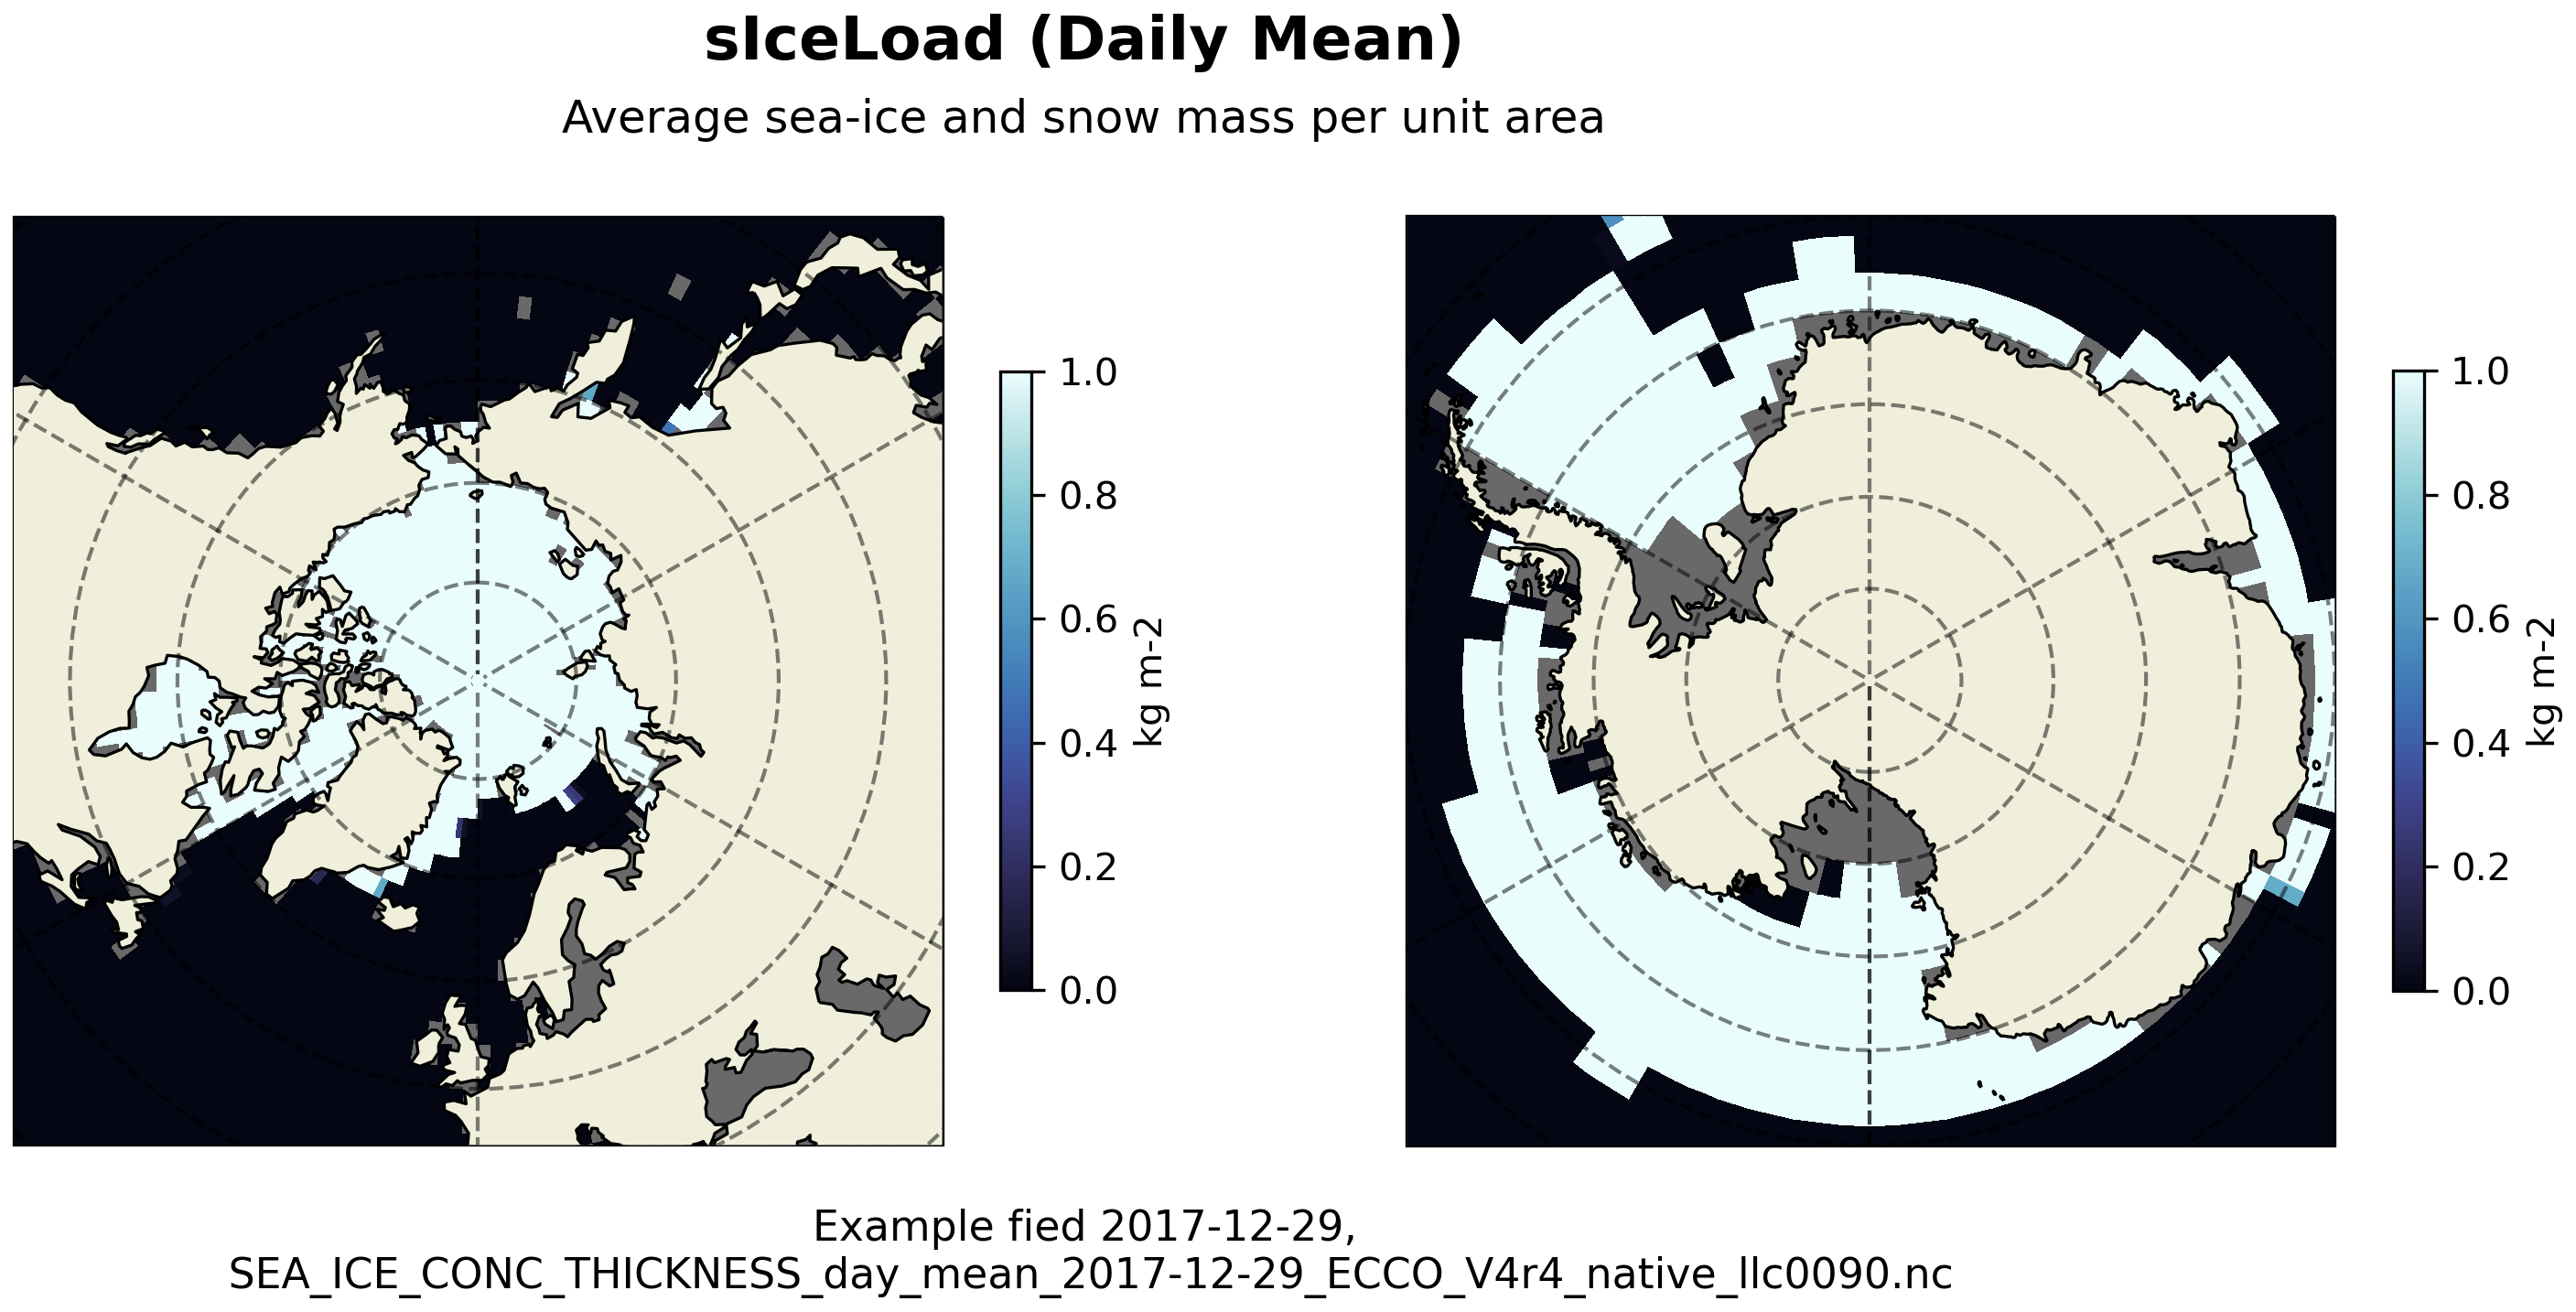 sIceLoad (Daily Mean)
Average sea-ice and snow mass per unit area
1.0
0.8
0.6
0.4
0.2
0.0
kg m-2
1.0
0.8
0.6
0.4
0.2
0.0
kg m-2
Example fied 2017-12-29,
SEA_ICE_CONC_THICKNESS_day_mean_2017-12-29_ECCO_V4r4_native_llc0090.nc